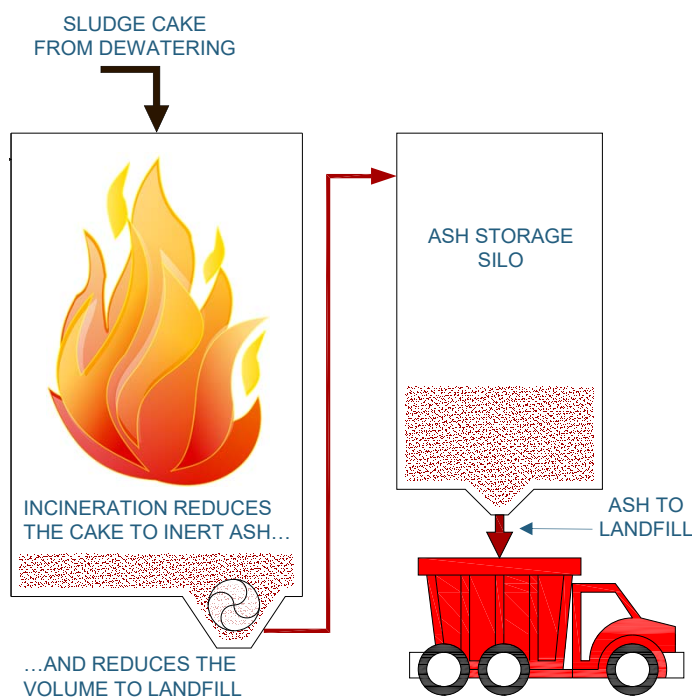 SLUDGE CAKE
FROM DEWATERING
ASH STORAGE
SILO
INCINERATION REDUCES
THE CAKE TO INERT ASH…
ASH TO
LANDFILL
…AND REDUCES THE
VOLUME TO LANDFILL